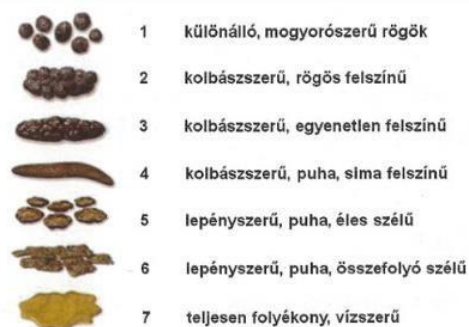 1 különálló, mogyorószerű rögök
2 kolbászszerű, rögös felszínű
3 kolbászszerű, egyenetlen felszínű
4 kolbászszerű, puha, sima felszínű
5 lepényszerű, puha, éles szélű
6 lepényszerű, puha, összefolyó szélű
7 teljesen folyékony, vízszerű